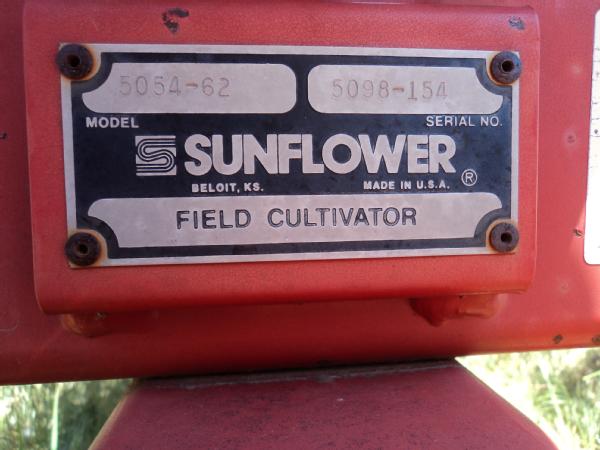 5054-62 5098-154
MODEL SERIAL NO.
SUNFLOWER ®
BELOIT, KS. MADE IN U.S.A.
FIELD CULTIVATOR